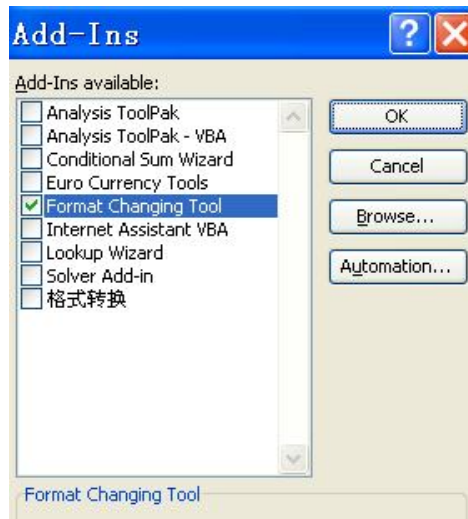 Add-Ins
Add-Ins available:
Analysis ToolPak
Analysis ToolPak - VBA
Conditional Sum Wizard
Euro Currency Tools
Format Changing Tool
Internet Assistant VBA
Lookup Wizard
Solver Add-in
格式转换
OK
Cancel
Browse...
Automation...
Format Changing Tool